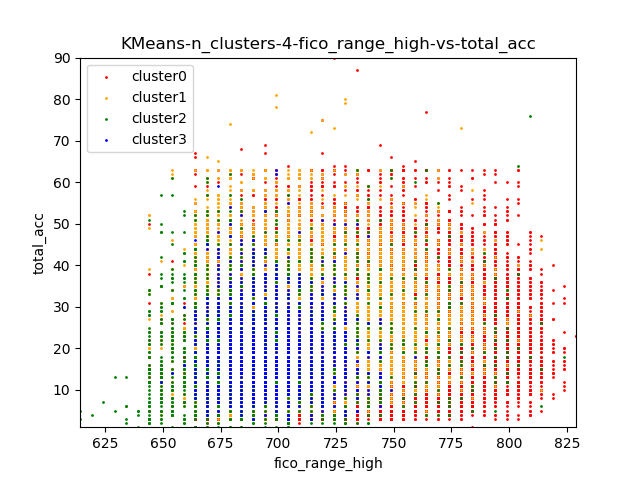 KMeans-n_clusters-4-fico_range_high-vs-total_acc
90
80
70
60
50
40
30
20
10
total_acc
cluster0
cluster1
cluster2
cluster3
625 650 675 700 725 750 775 800 825
fico_range_high